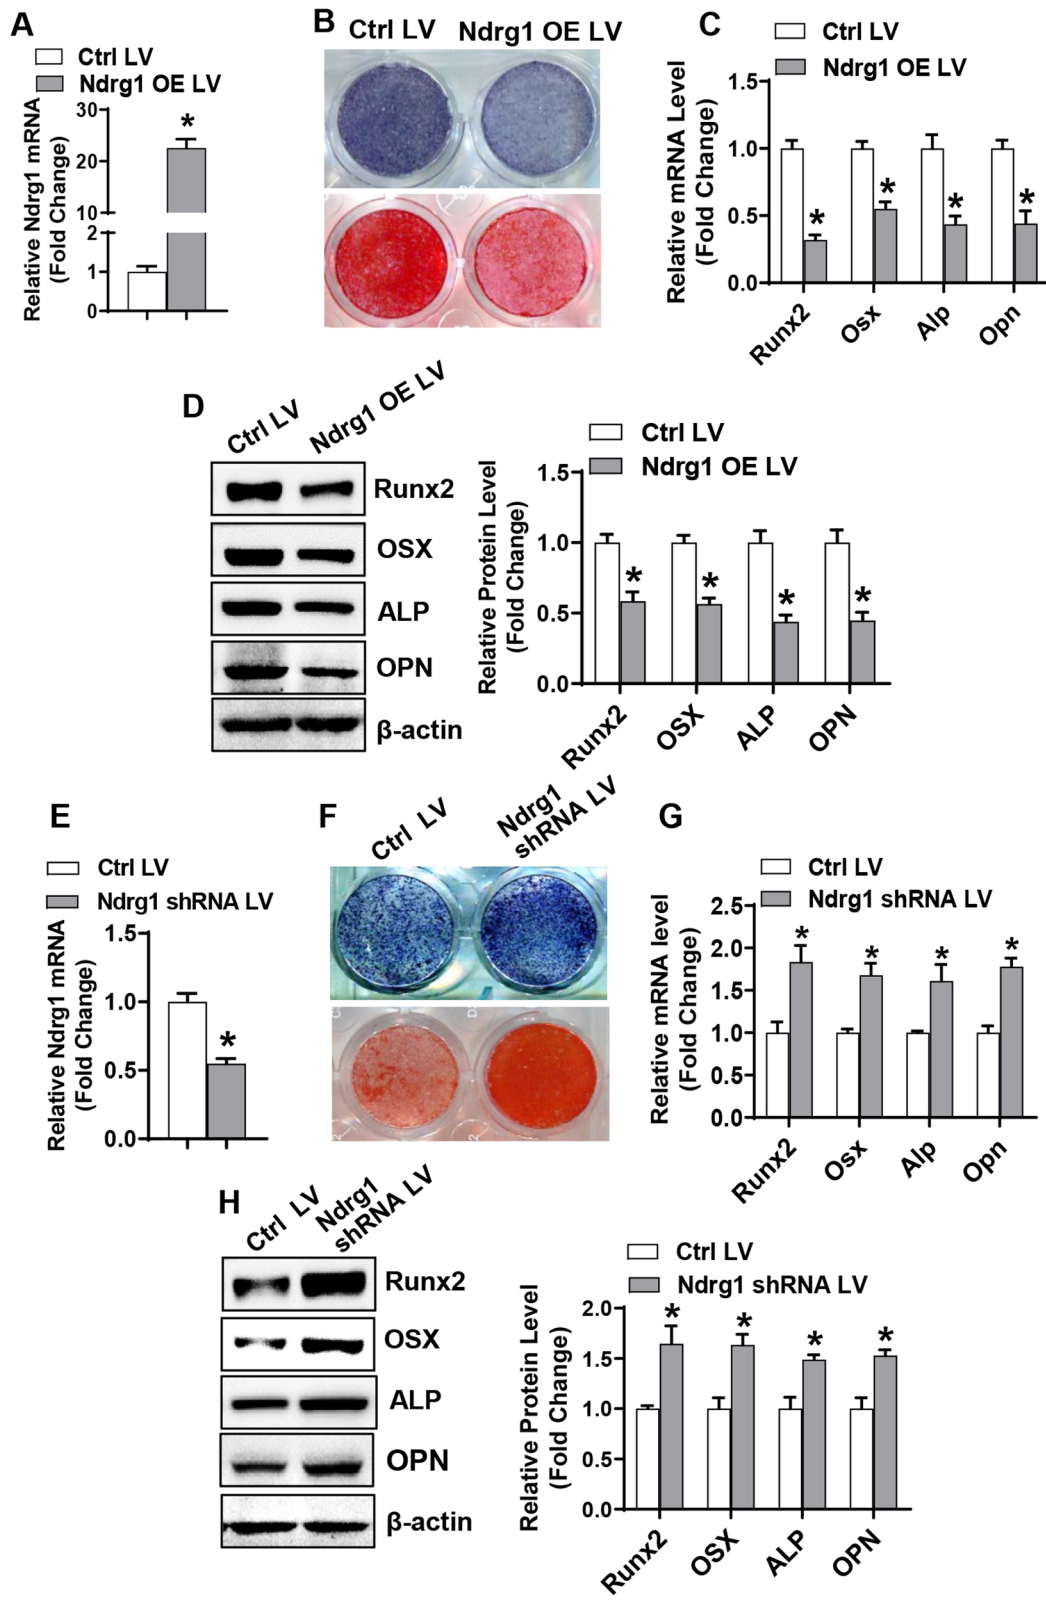 A
Ctrl LV
Ndrg1 OE LV
Relative Ndrg1 mRNA
(Fold Change)
30
20
10
2
1
0
*
B
Ctrl LV Ndrg1 OE LV
C
Ctrl LV
Ndrg1 OE LV
Relative mRNA Level
(Fold Change)
1.5
1.0
0.5
0.0
* * * *
Runx2 Osx Alp Opn
D
Ctrl LV Ndrg1 OE LV
Runx2
OSX
ALP
OPN
β-actin
Ctrl LV
Ndrg1 OE LV
Relative Protein Level
(Fold Change)
1.5
1.0
0.5
0.0
* * * *
Runx2 OSX ALP OPN
E
Ctrl LV
Ndrg1 shRNA LV
Relative Ndrg1 mRNA
(Fold Change)
1.5
1.0
0.5
0.0
*
F
Ctrl LV
Ndrg1
shRNA LV
G
Ctrl LV
Ndrg1 shRNA LV
Relative mRNA level
(Fold Change)
2.5
2.0
1.5
1.0
0.5
0.0
* * * *
Runx2 Osx Alp Opn
H
Ctrl LV
Ndrg1
shRNA LV
Runx2
OSX
ALP
OPN
β-actin
Ctrl LV
Ndrg1 shRNA LV
Relative Protein Level
(Fold Change)
2.0
1.5
1.0
0.5
0.0
* * * *
Runx2 OSX ALP OPN